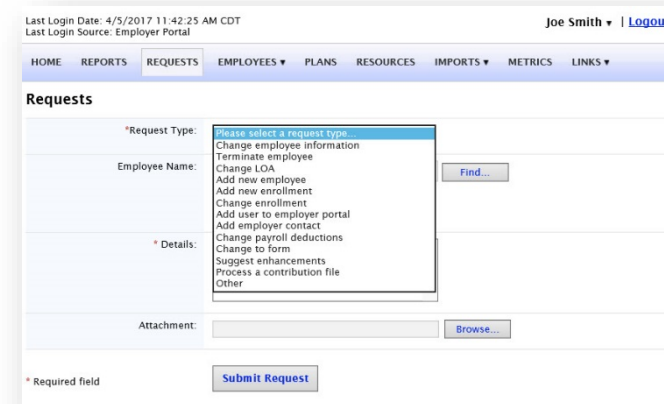 Last Login Date: 4/5/2017 11:42:25 AM CDT
Last Login Source: Employer Portal
Joe Smith ▾ | Logou
HOME REPORTS REQUESTS EMPLOYEES ▾ PLANS RESOURCES IMPORTS ▾ METRICS LINKS ▾
Requests
*Request Type:
Please select a request type...
Change employee information
Terminate employee
Change LOA
Add new employee
Add new enrollment
Change enrollment
Add user to employer portal
Add employer contact
Change payroll deductions
Change to form
Suggest enhancements
Process a contribution file
Other
Employee Name:
Find...
* Details:
Attachment:
Browse...
* Required field
Submit Request